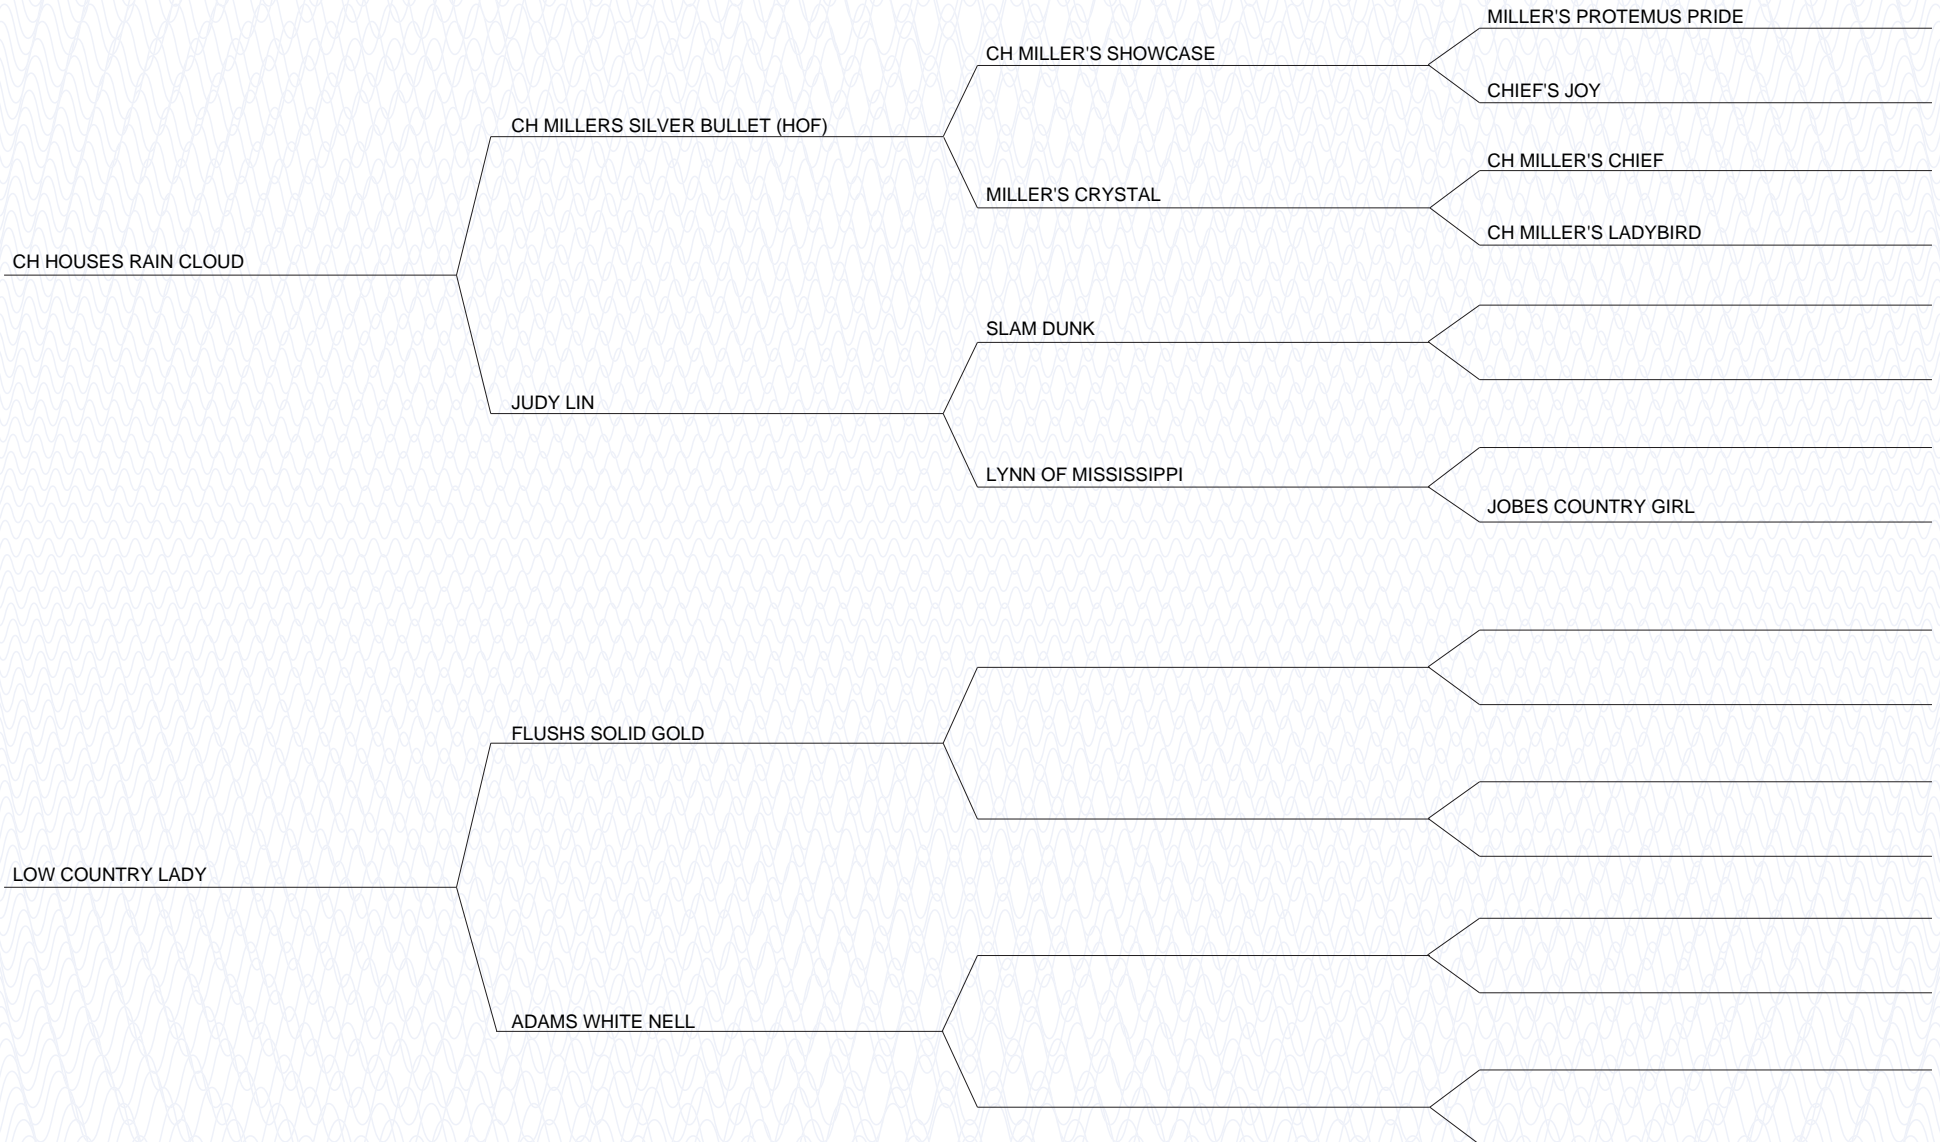 MILLER'S PROTEMUS PRIDE
CH MILLER'S SHOWCASE
CHIEF'S JOY
CH MILLERS SILVER BULLET (HOF)
CH MILLER'S CHIEF
MILLER'S CRYSTAL
CH MILLER'S LADYBIRD
CH HOUSES RAIN CLOUD
SLAM DUNK
JUDY LIN
LYNN OF MISSISSIPPI
JOBES COUNTRY GIRL
FLUSHS SOLID GOLD
LOW COUNTRY LADY
ADAMS WHITE NELL